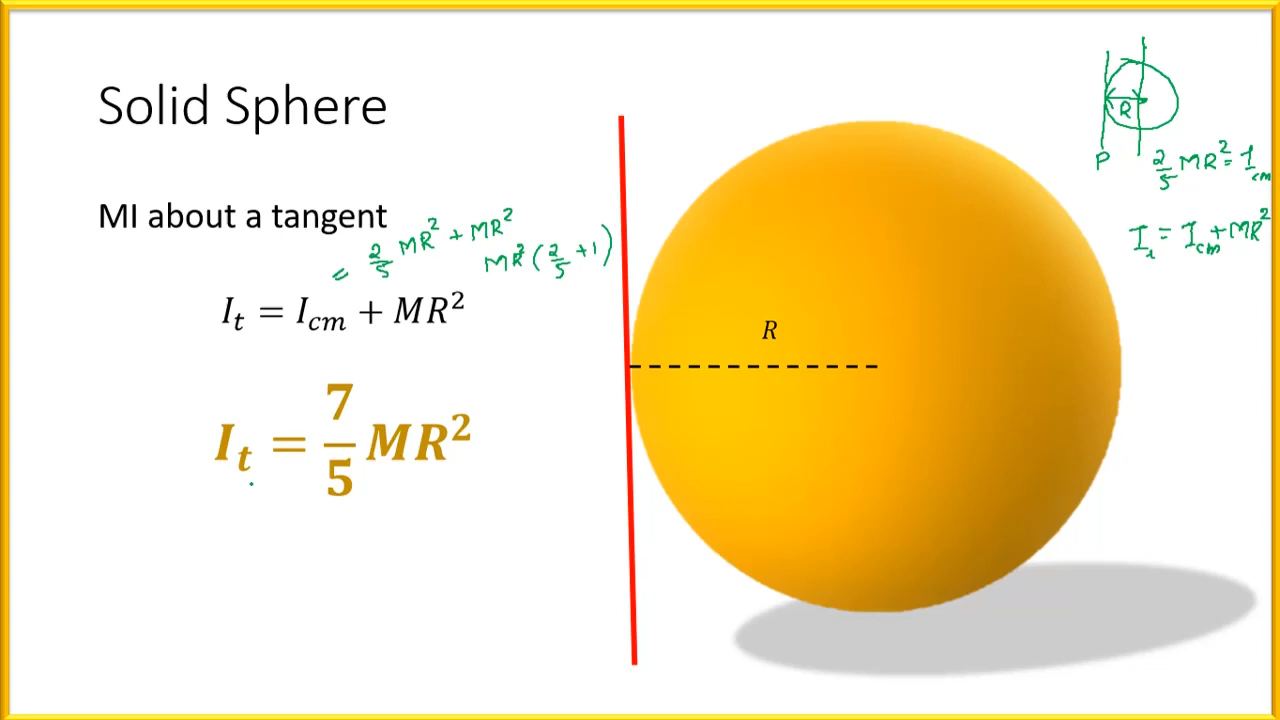 Solid Sphere
MI about a tangent
= 2/5 MR² + MR²
MR² (2/5 + 1)
I_t = I_cm + MR²
I_t = 7/5 MR²
R
R
P
2/5 MR² = I_cm
I_t = I_cm + MR²